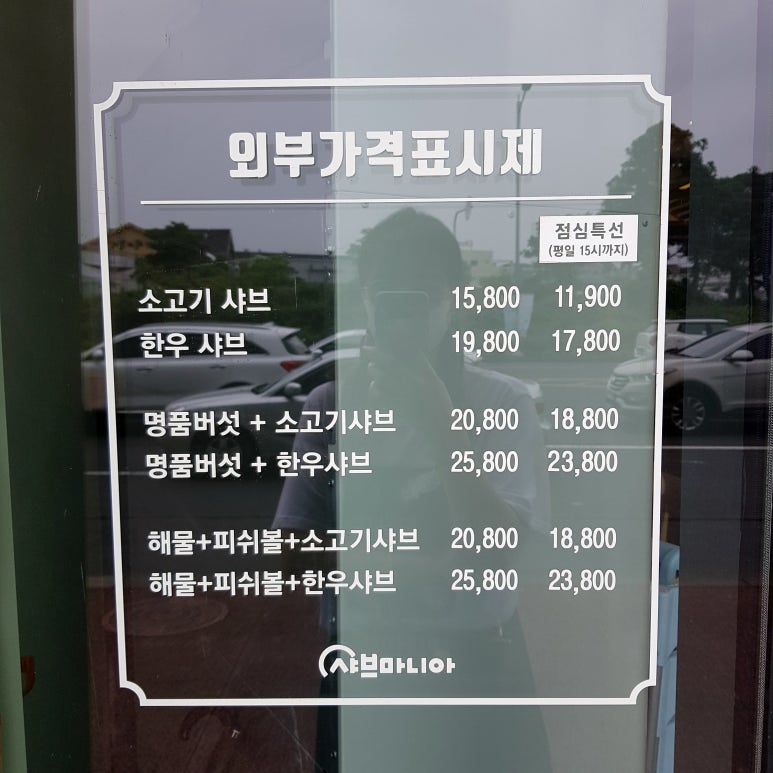 외부가격표시제
점심특선
(평일 15시까지)
소고기 샤브 15,800 11,900
한우 샤브 19,800 17,800
명품버섯 + 소고기샤브 20,800 18,800
명품버섯 + 한우샤브 25,800 23,800
해물+피쉬볼+소고기샤브 20,800 18,800
해물+피쉬볼+한우샤브 25,800 23,800
샤브마니아